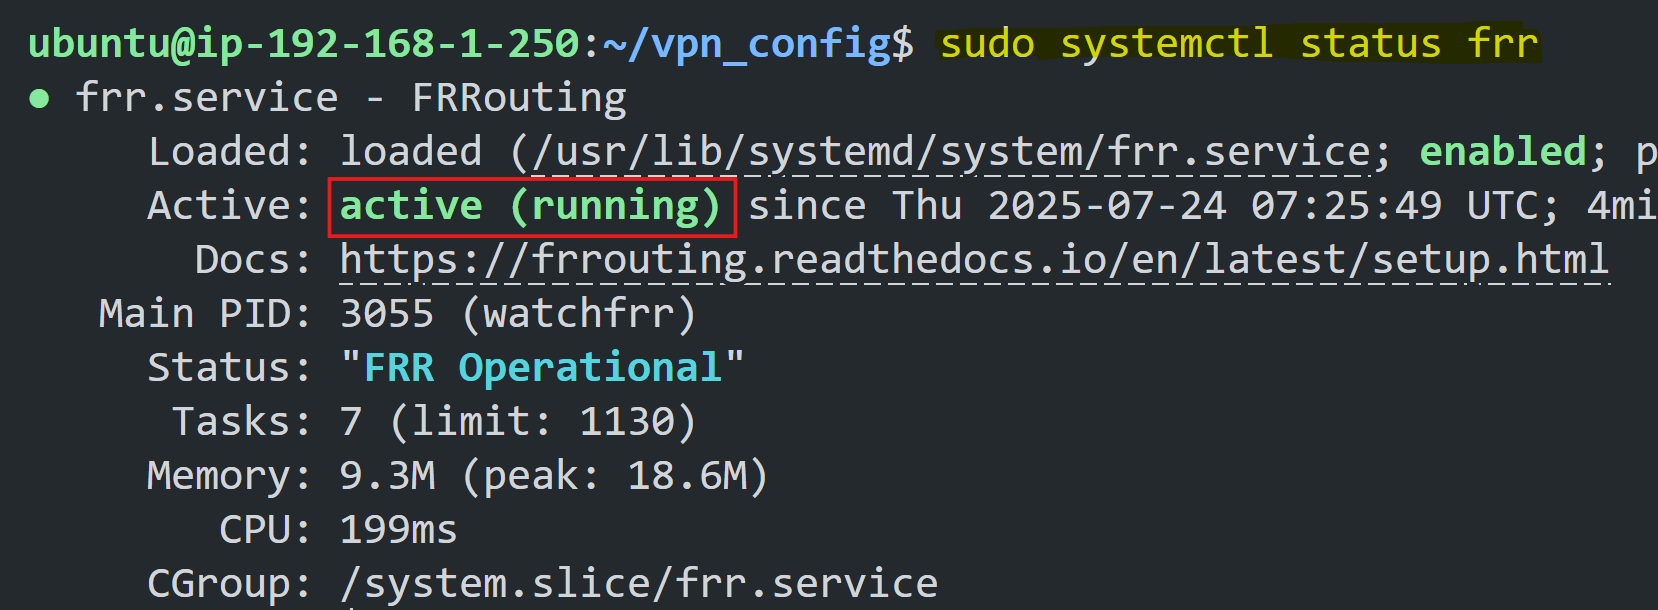 ubuntu@ip-192-168-1-250:~/vpn_config$ sudo systemctl status frr
● frr.service - FRRouting
Loaded: loaded (/usr/lib/systemd/system/frr.service; enabled; p
Active: active (running) since Thu 2025-07-24 07:25:49 UTC; 4mi
Docs: https://frrouting.readthedocs.io/en/latest/setup.html
Main PID: 3055 (watchfrr)
Status: "FRR Operational"
Tasks: 7 (limit: 1130)
Memory: 9.3M (peak: 18.6M)
CPU: 199ms
CGroup: /system.slice/frr.service